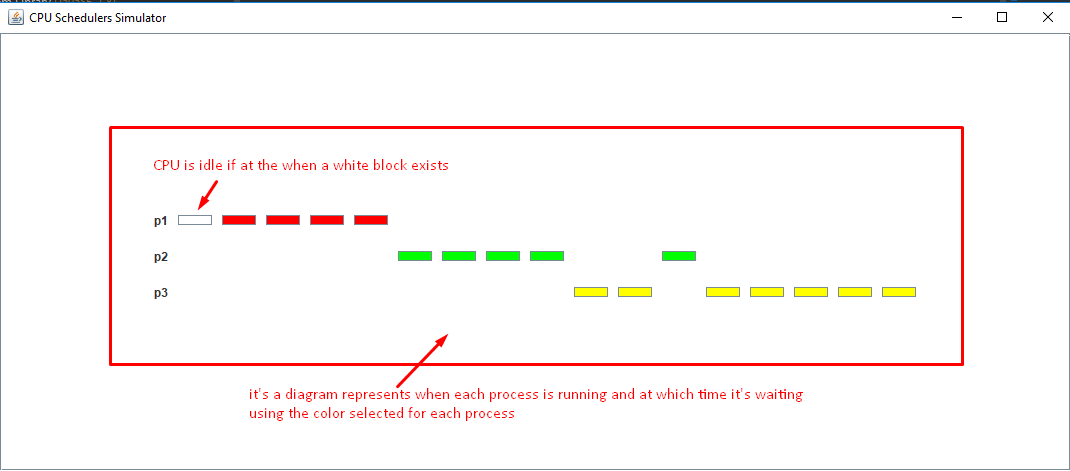 CPU Schedulers Simulator
CPU is idle if at the when a white block exists
p1
p2
p3
it's a diagram represents when each process is running and at which time it's waiting
using the color selected for each process